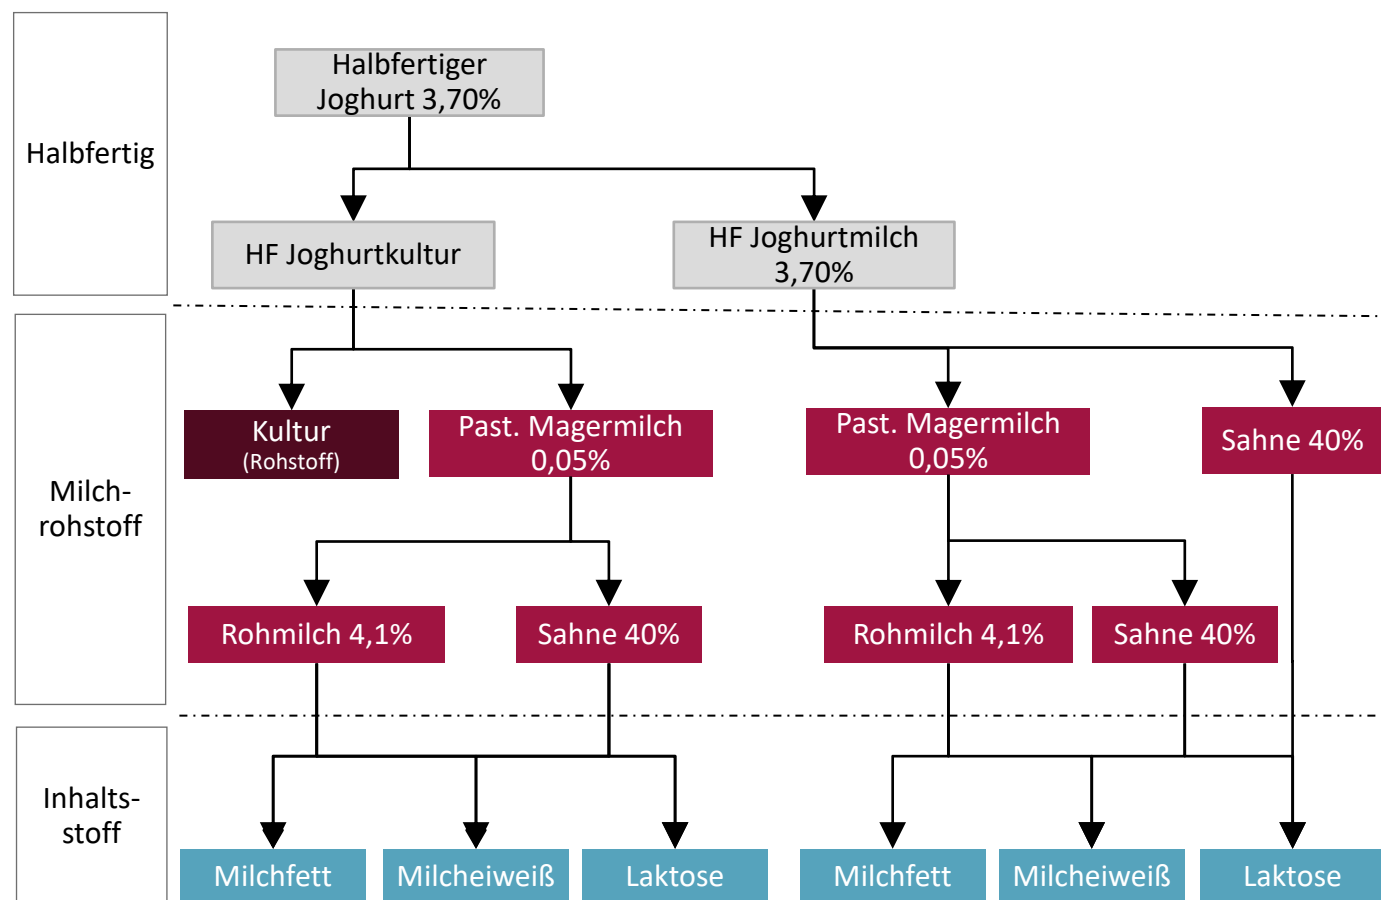 Halbfertig
Halbfertiger
Joghurt 3,70%
HF Joghurtkultur
HF Joghurtmilch
3,70%
Milch-
rohstoff
Kultur
(Rohstoff)
Past. Magermilch
0,05%
Past. Magermilch
0,05%
Sahne 40%
Rohmilch 4,1%
Sahne 40%
Rohmilch 4,1%
Sahne 40%
Inhalts-
stoff
Milchfett
Milcheiweiß
Laktose
Milchfett
Milcheiweiß
Laktose